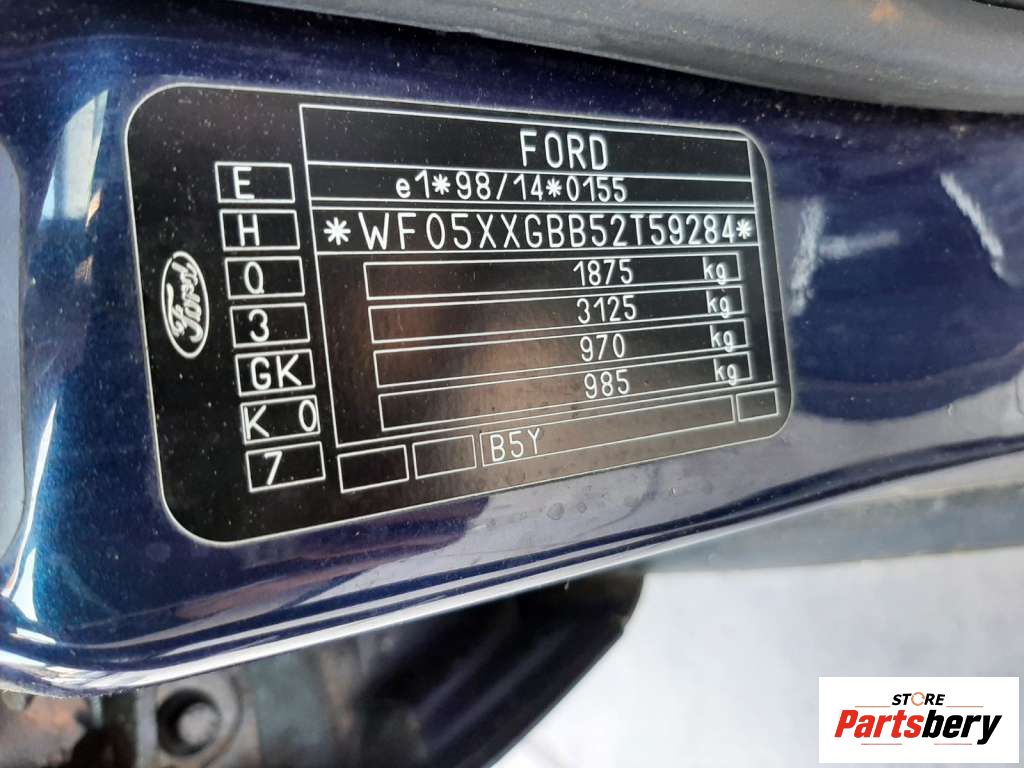 FORD
E
e1*98/14*0155
H
*WF05XXGBB52T59284*
Q
1875 kg
3
3125 kg
GK
970 kg
K 0
985 kg
7
B5Y
Ford
STORE
Partsbery